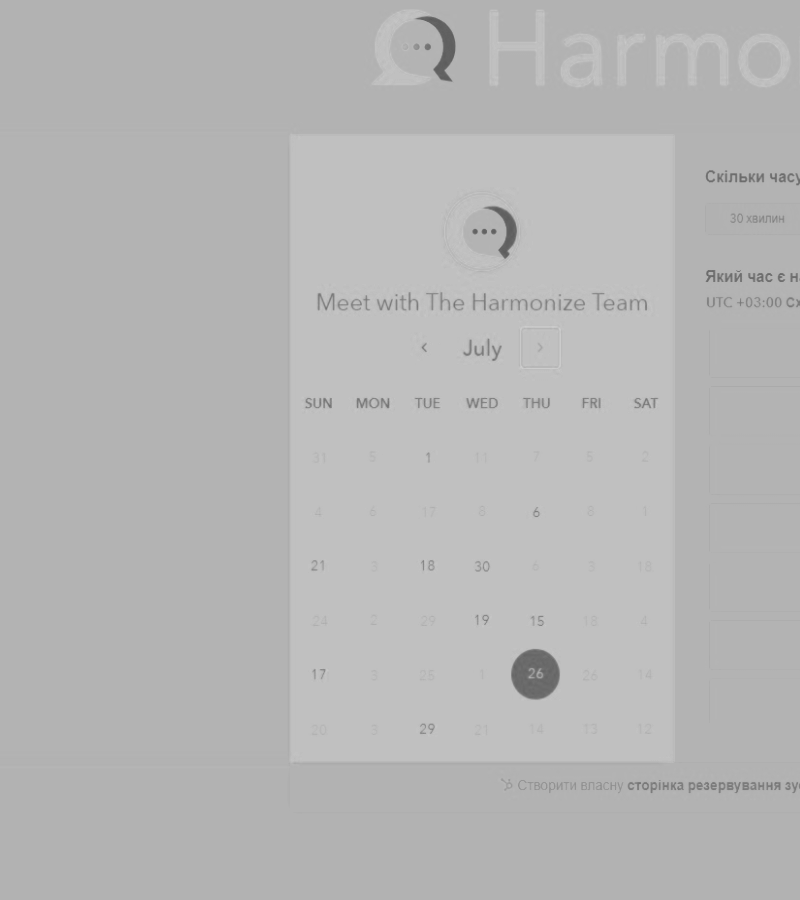 Harmo
Скільки часу
30 хвилин
Який час є н
UTC +03:00 Сх
Meet with The Harmonize Team
July
SUN MON TUE WED THU FRI SAT
31 5 1 11 7 5 2
4 6 17 8 6 8 1
21 3 18 30 6 3 18
24 2 29 19 15 18 4
17 3 25 1 26 26 14
20 3 29 21 14 13 12
Створити власну сторінка резервування зу